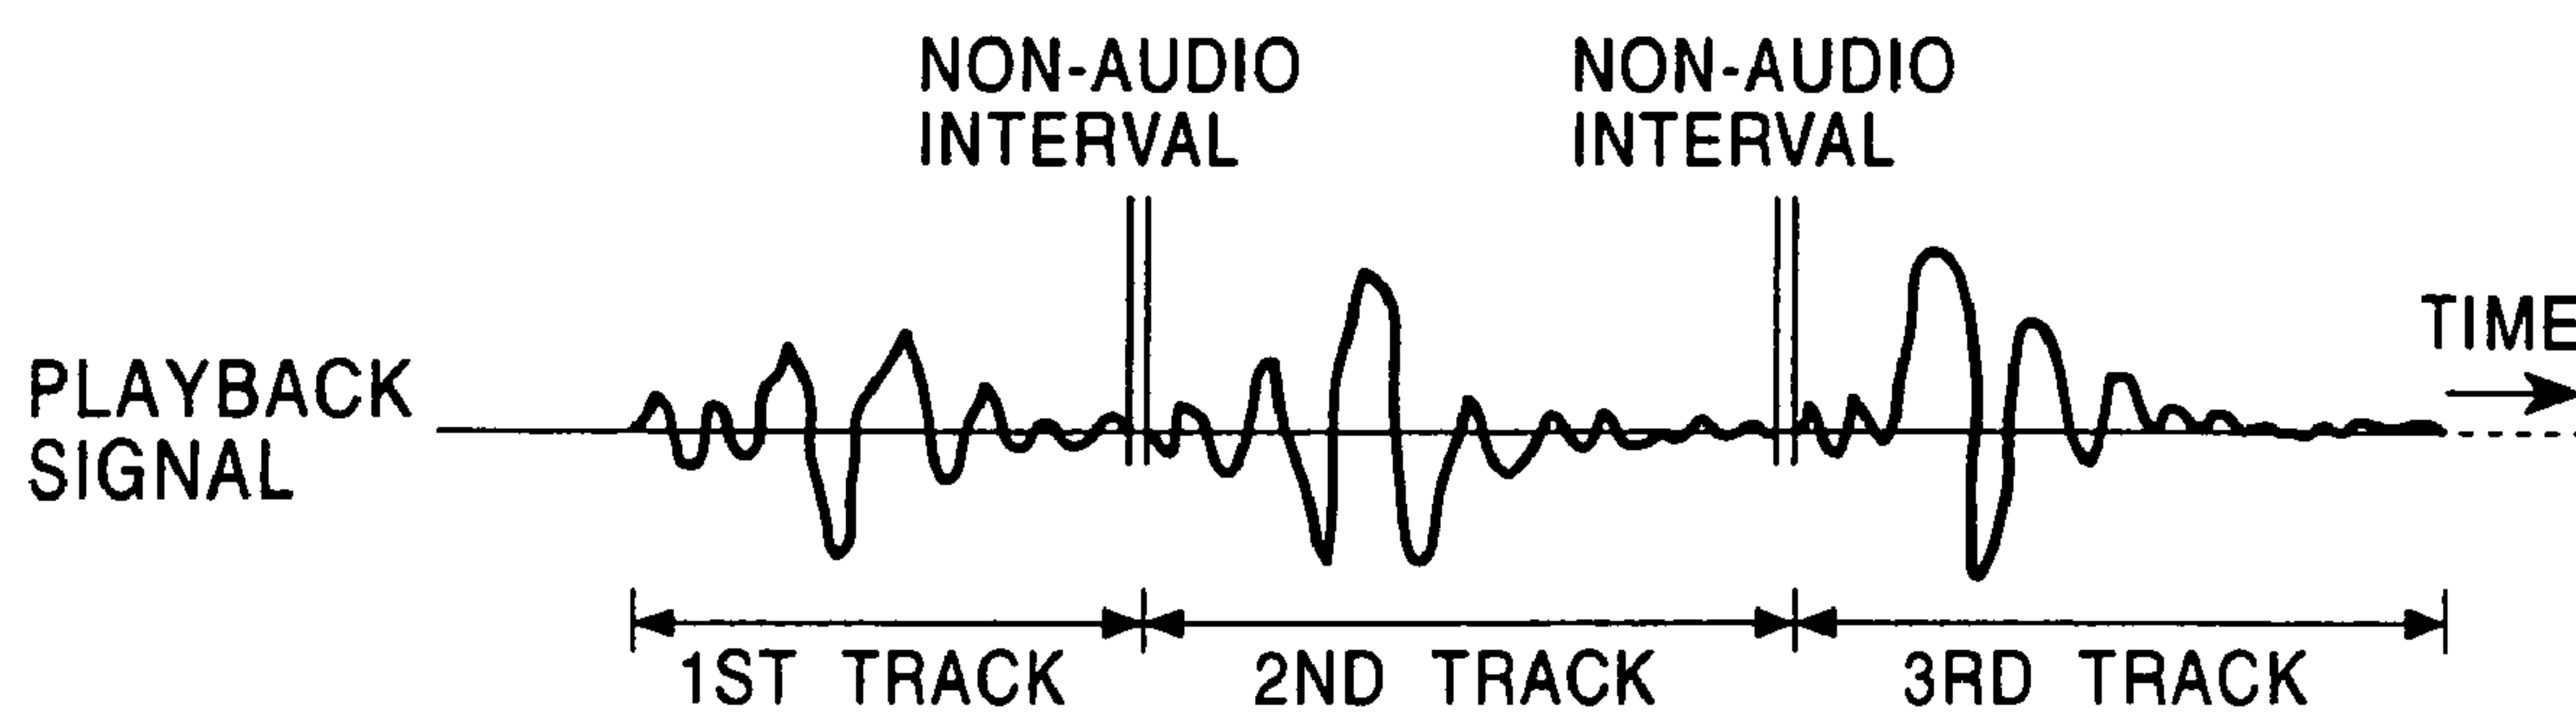 NON-AUDIO
INTERVAL
NON-AUDIO
INTERVAL
TIME
PLAYBACK
SIGNAL
1ST TRACK
2ND TRACK
3RD TRACK